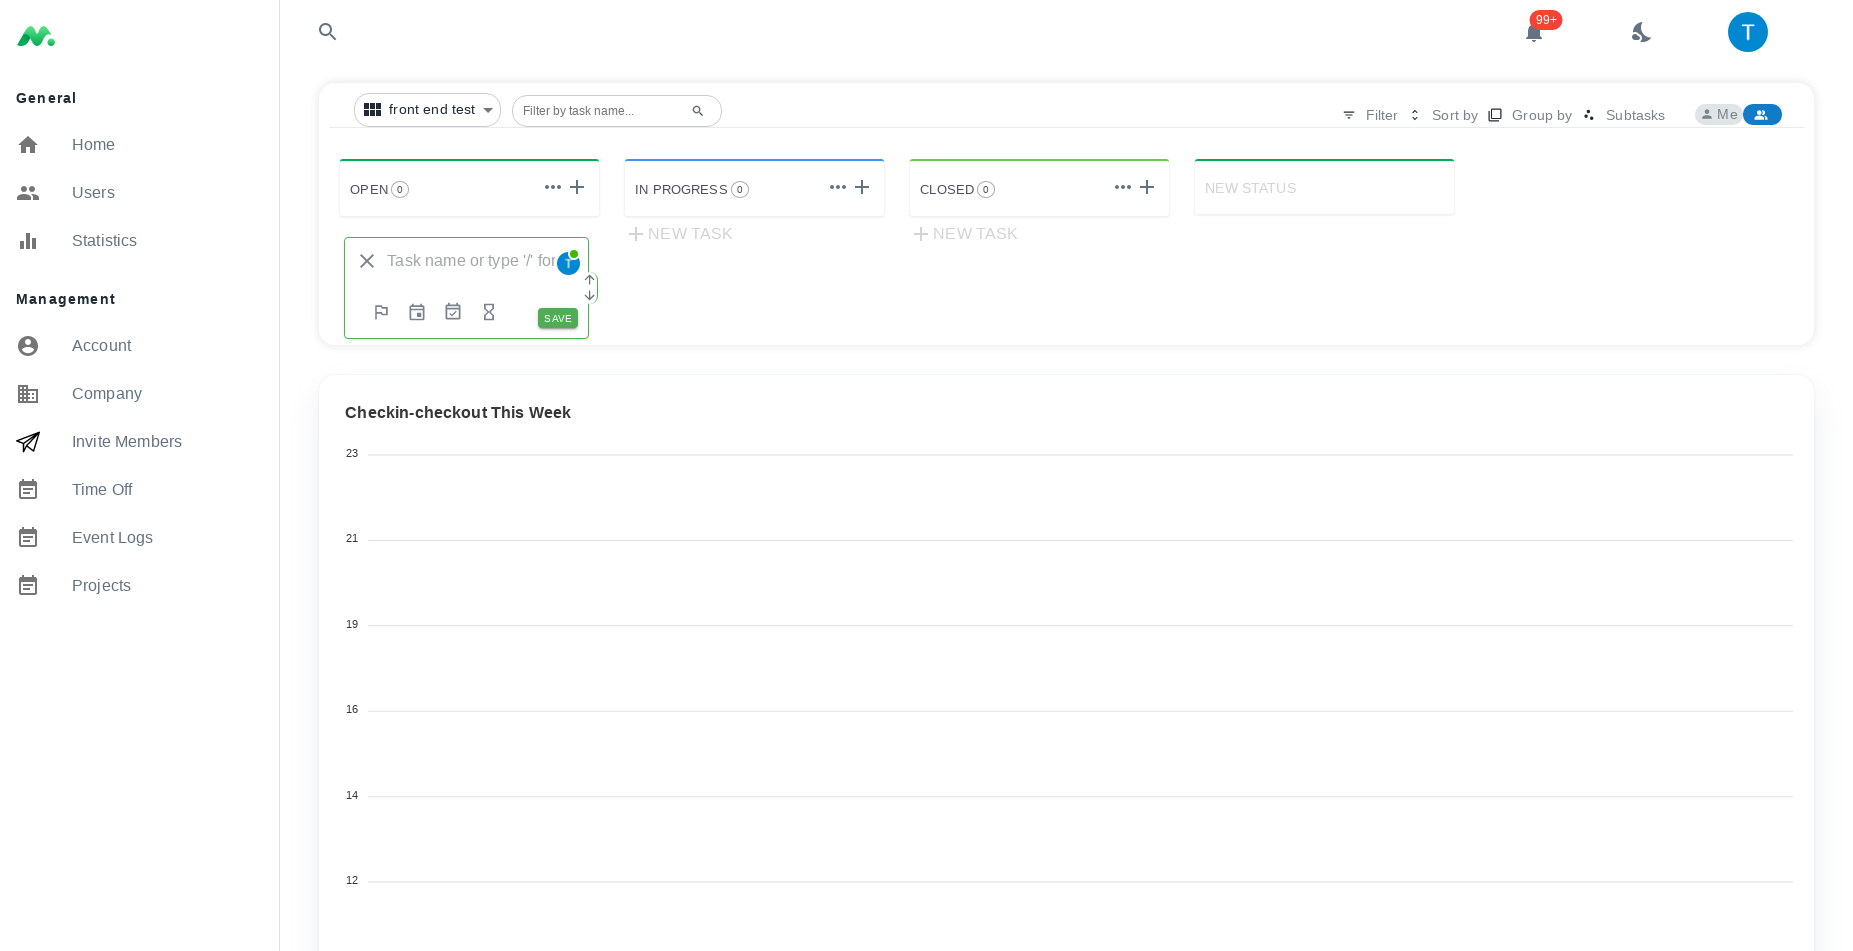 99+
T
General
Home
Users
Statistics
Management
Account
Company
Invite Members
Time Off
Event Logs
Projects
front end test
Filter by task name...
Filter
Sort by
Group by
Subtasks
Me
OPEN 0
IN PROGRESS 0
CLOSED 0
NEW STATUS
NEW TASK
NEW TASK
Task name or type '/' for
T
SAVE
Checkin-checkout This Week
23
21
19
16
14
12